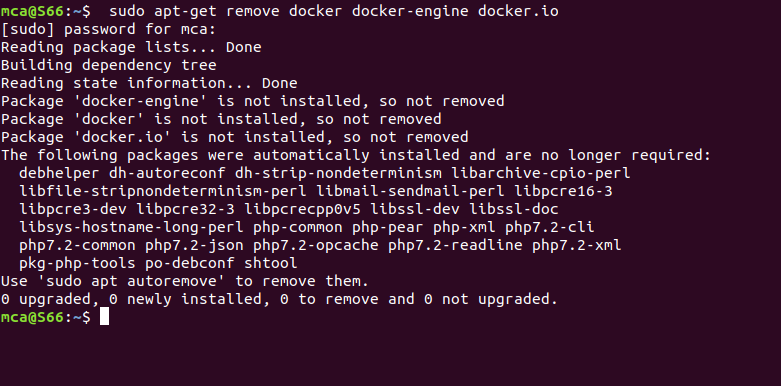 mca@S66:~$  sudo apt-get remove docker docker-engine docker.io
[sudo] password for mca:
Reading package lists... Done
Building dependency tree
Reading state information... Done
Package 'docker-engine' is not installed, so not removed
Package 'docker' is not installed, so not removed
Package 'docker.io' is not installed, so not removed
The following packages were automatically installed and are no longer required:
  debhelper dh-autoreconf dh-strip-nondeterminism libarchive-cpio-perl
  libfile-stripnondeterminism-perl libmail-sendmail-perl libpcre16-3
  libpcre3-dev libpcre32-3 libpcrecpp0v5 libssl-dev libssl-doc
  libsys-hostname-long-perl php-common php-pear php-xml php7.2-cli
  php7.2-common php7.2-json php7.2-opcache php7.2-readline php7.2-xml
  pkg-php-tools po-debconf shtool
Use 'sudo apt autoremove' to remove them.
0 upgraded, 0 newly installed, 0 to remove and 0 not upgraded.
mca@S66:~$